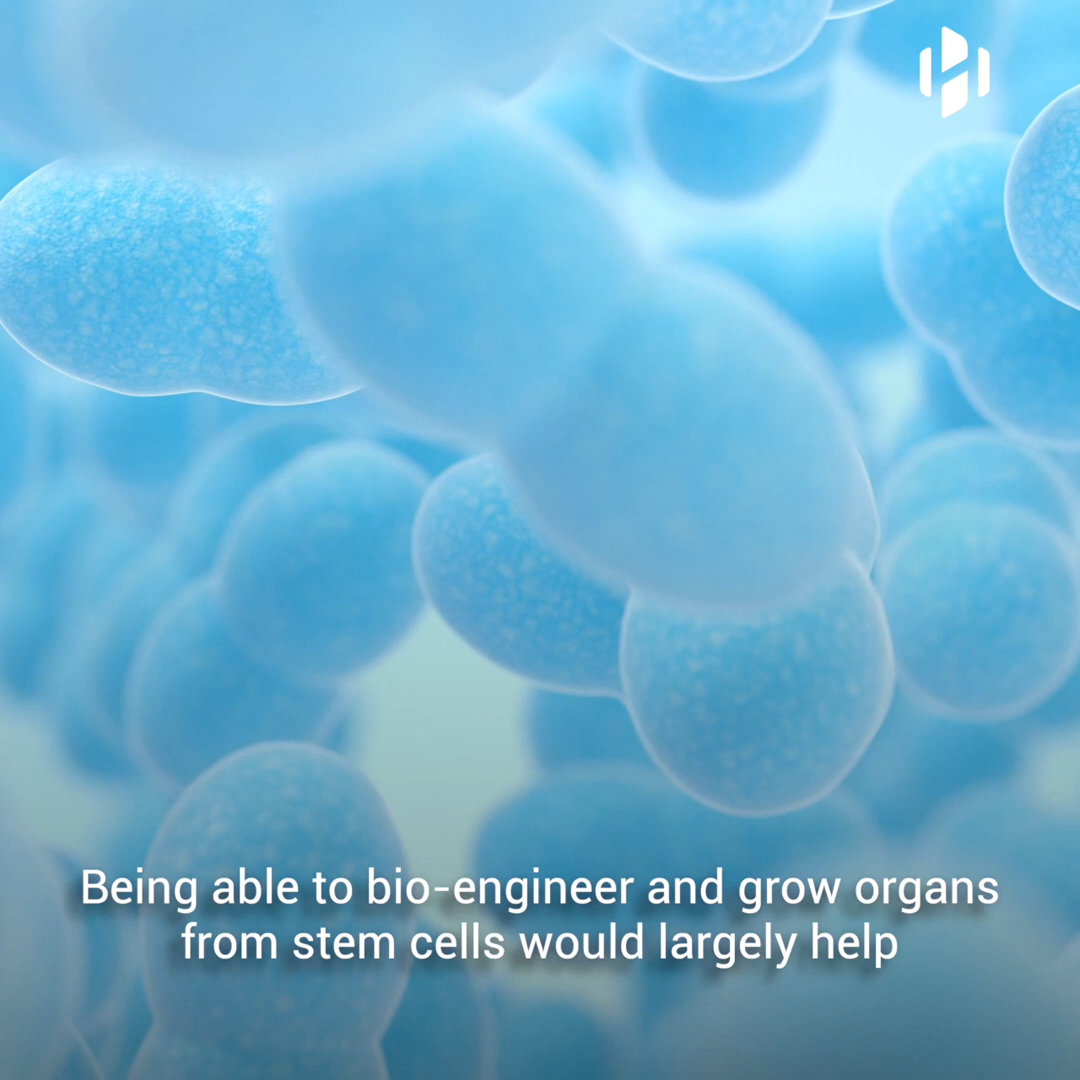 Being able to bio-engineer and grow organs
from stem cells would largely help